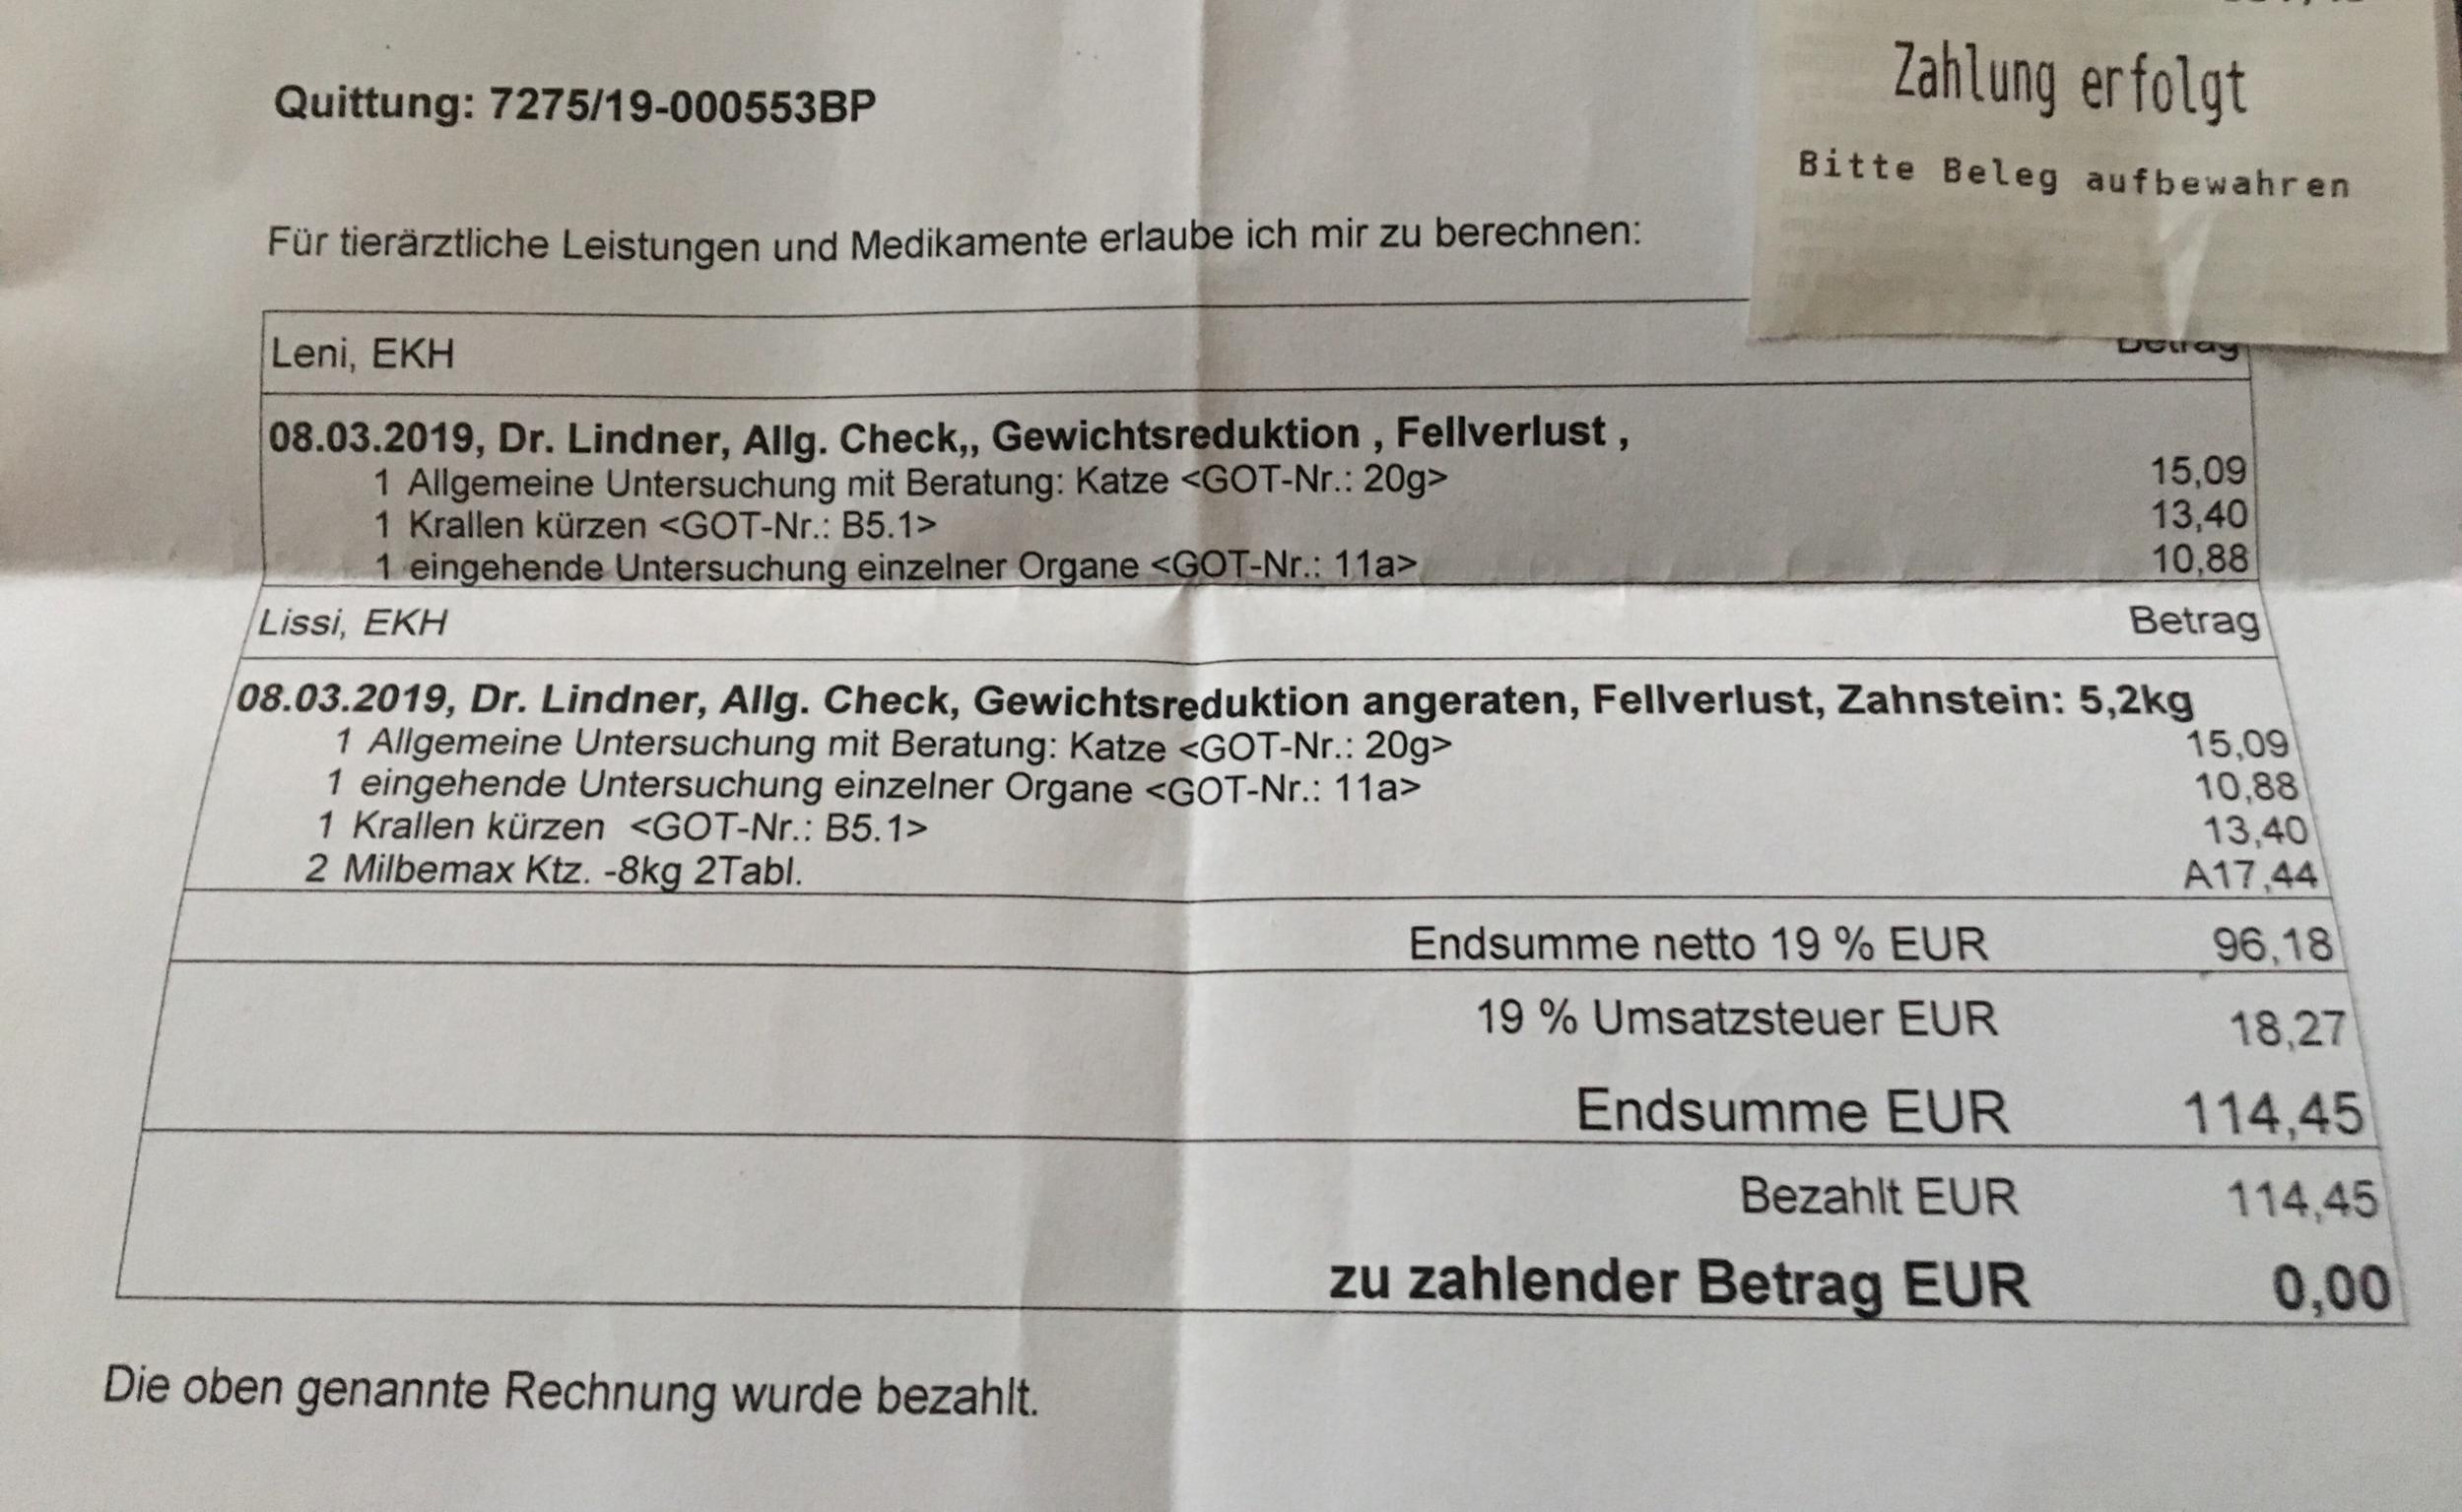 Zahlung erfolgt
Bitte Beleg aufbewahren
Quittung: 7275/19-000553BP
Für tierärztliche Leistungen und Medikamente erlaube ich mir zu berechnen:
Leni, EKH Betrag
08.03.2019, Dr. Lindner, Allg. Check,, Gewichtsreduktion , Fellverlust ,
1 Allgemeine Untersuchung mit Beratung: Katze <GOT-Nr.: 20g> 15,09
1 Krallen kürzen <GOT-Nr.: B5.1> 13,40
1 eingehende Untersuchung einzelner Organe <GOT-Nr.: 11a> 10,88
Lissi, EKH Betrag
08.03.2019, Dr. Lindner, Allg. Check, Gewichtsreduktion angeraten, Fellverlust, Zahnstein: 5,2kg
1 Allgemeine Untersuchung mit Beratung: Katze <GOT-Nr.: 20g> 15,09
1 eingehende Untersuchung einzelner Organe <GOT-Nr.: 11a> 10,88
1 Krallen kürzen <GOT-Nr.: B5.1> 13,40
2 Milbemax Ktz. -8kg 2Tabl. A17,44
Endsumme netto 19 % EUR 96,18
19 % Umsatzsteuer EUR 18,27
Endsumme EUR 114,45
Bezahlt EUR 114,45
zu zahlender Betrag EUR 0,00
Die oben genannte Rechnung wurde bezahlt.